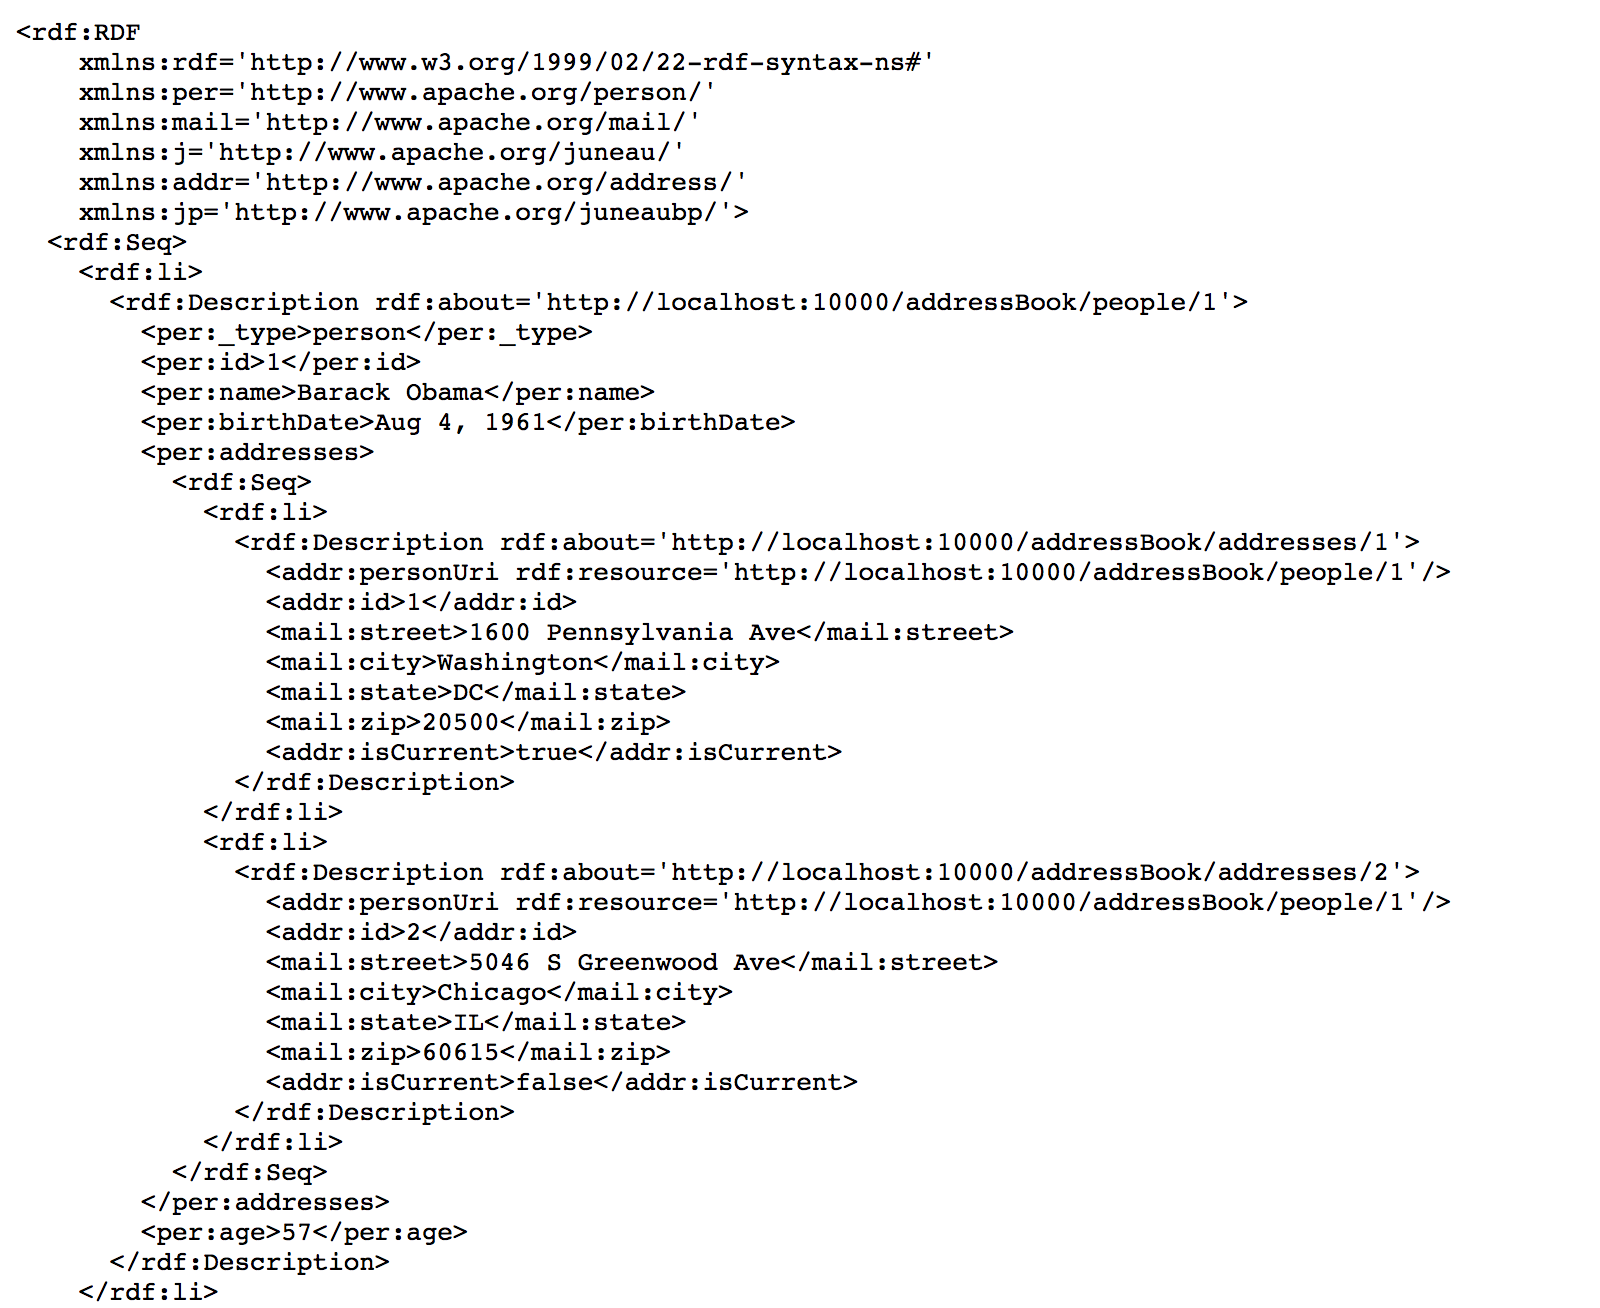 <rdf:RDF
    xmlns:rdf='http://www.w3.org/1999/02/22-rdf-syntax-ns#'
    xmlns:per='http://www.apache.org/person/'
    xmlns:mail='http://www.apache.org/mail/'
    xmlns:j='http://www.apache.org/juneau/'
    xmlns:addr='http://www.apache.org/address/'
    xmlns:jp='http://www.apache.org/juneaubp/'>
  <rdf:Seq>
    <rdf:li>
      <rdf:Description rdf:about='http://localhost:10000/addressBook/people/1'>
        <per:_type>person</per:_type>
        <per:id>1</per:id>
        <per:name>Barack Obama</per:name>
        <per:birthDate>Aug 4, 1961</per:birthDate>
        <per:addresses>
          <rdf:Seq>
            <rdf:li>
              <rdf:Description rdf:about='http://localhost:10000/addressBook/addresses/1'>
                <addr:personUri rdf:resource='http://localhost:10000/addressBook/people/1'/>
                <addr:id>1</addr:id>
                <mail:street>1600 Pennsylvania Ave</mail:street>
                <mail:city>Washington</mail:city>
                <mail:state>DC</mail:state>
                <mail:zip>20500</mail:zip>
                <addr:isCurrent>true</addr:isCurrent>
              </rdf:Description>
            </rdf:li>
            <rdf:li>
              <rdf:Description rdf:about='http://localhost:10000/addressBook/addresses/2'>
                <addr:personUri rdf:resource='http://localhost:10000/addressBook/people/1'/>
                <addr:id>2</addr:id>
                <mail:street>5046 S Greenwood Ave</mail:street>
                <mail:city>Chicago</mail:city>
                <mail:state>IL</mail:state>
                <mail:zip>60615</mail:zip>
                <addr:isCurrent>false</addr:isCurrent>
              </rdf:Description>
            </rdf:li>
          </rdf:Seq>
        </per:addresses>
        <per:age>57</per:age>
      </rdf:Description>
    </rdf:li>